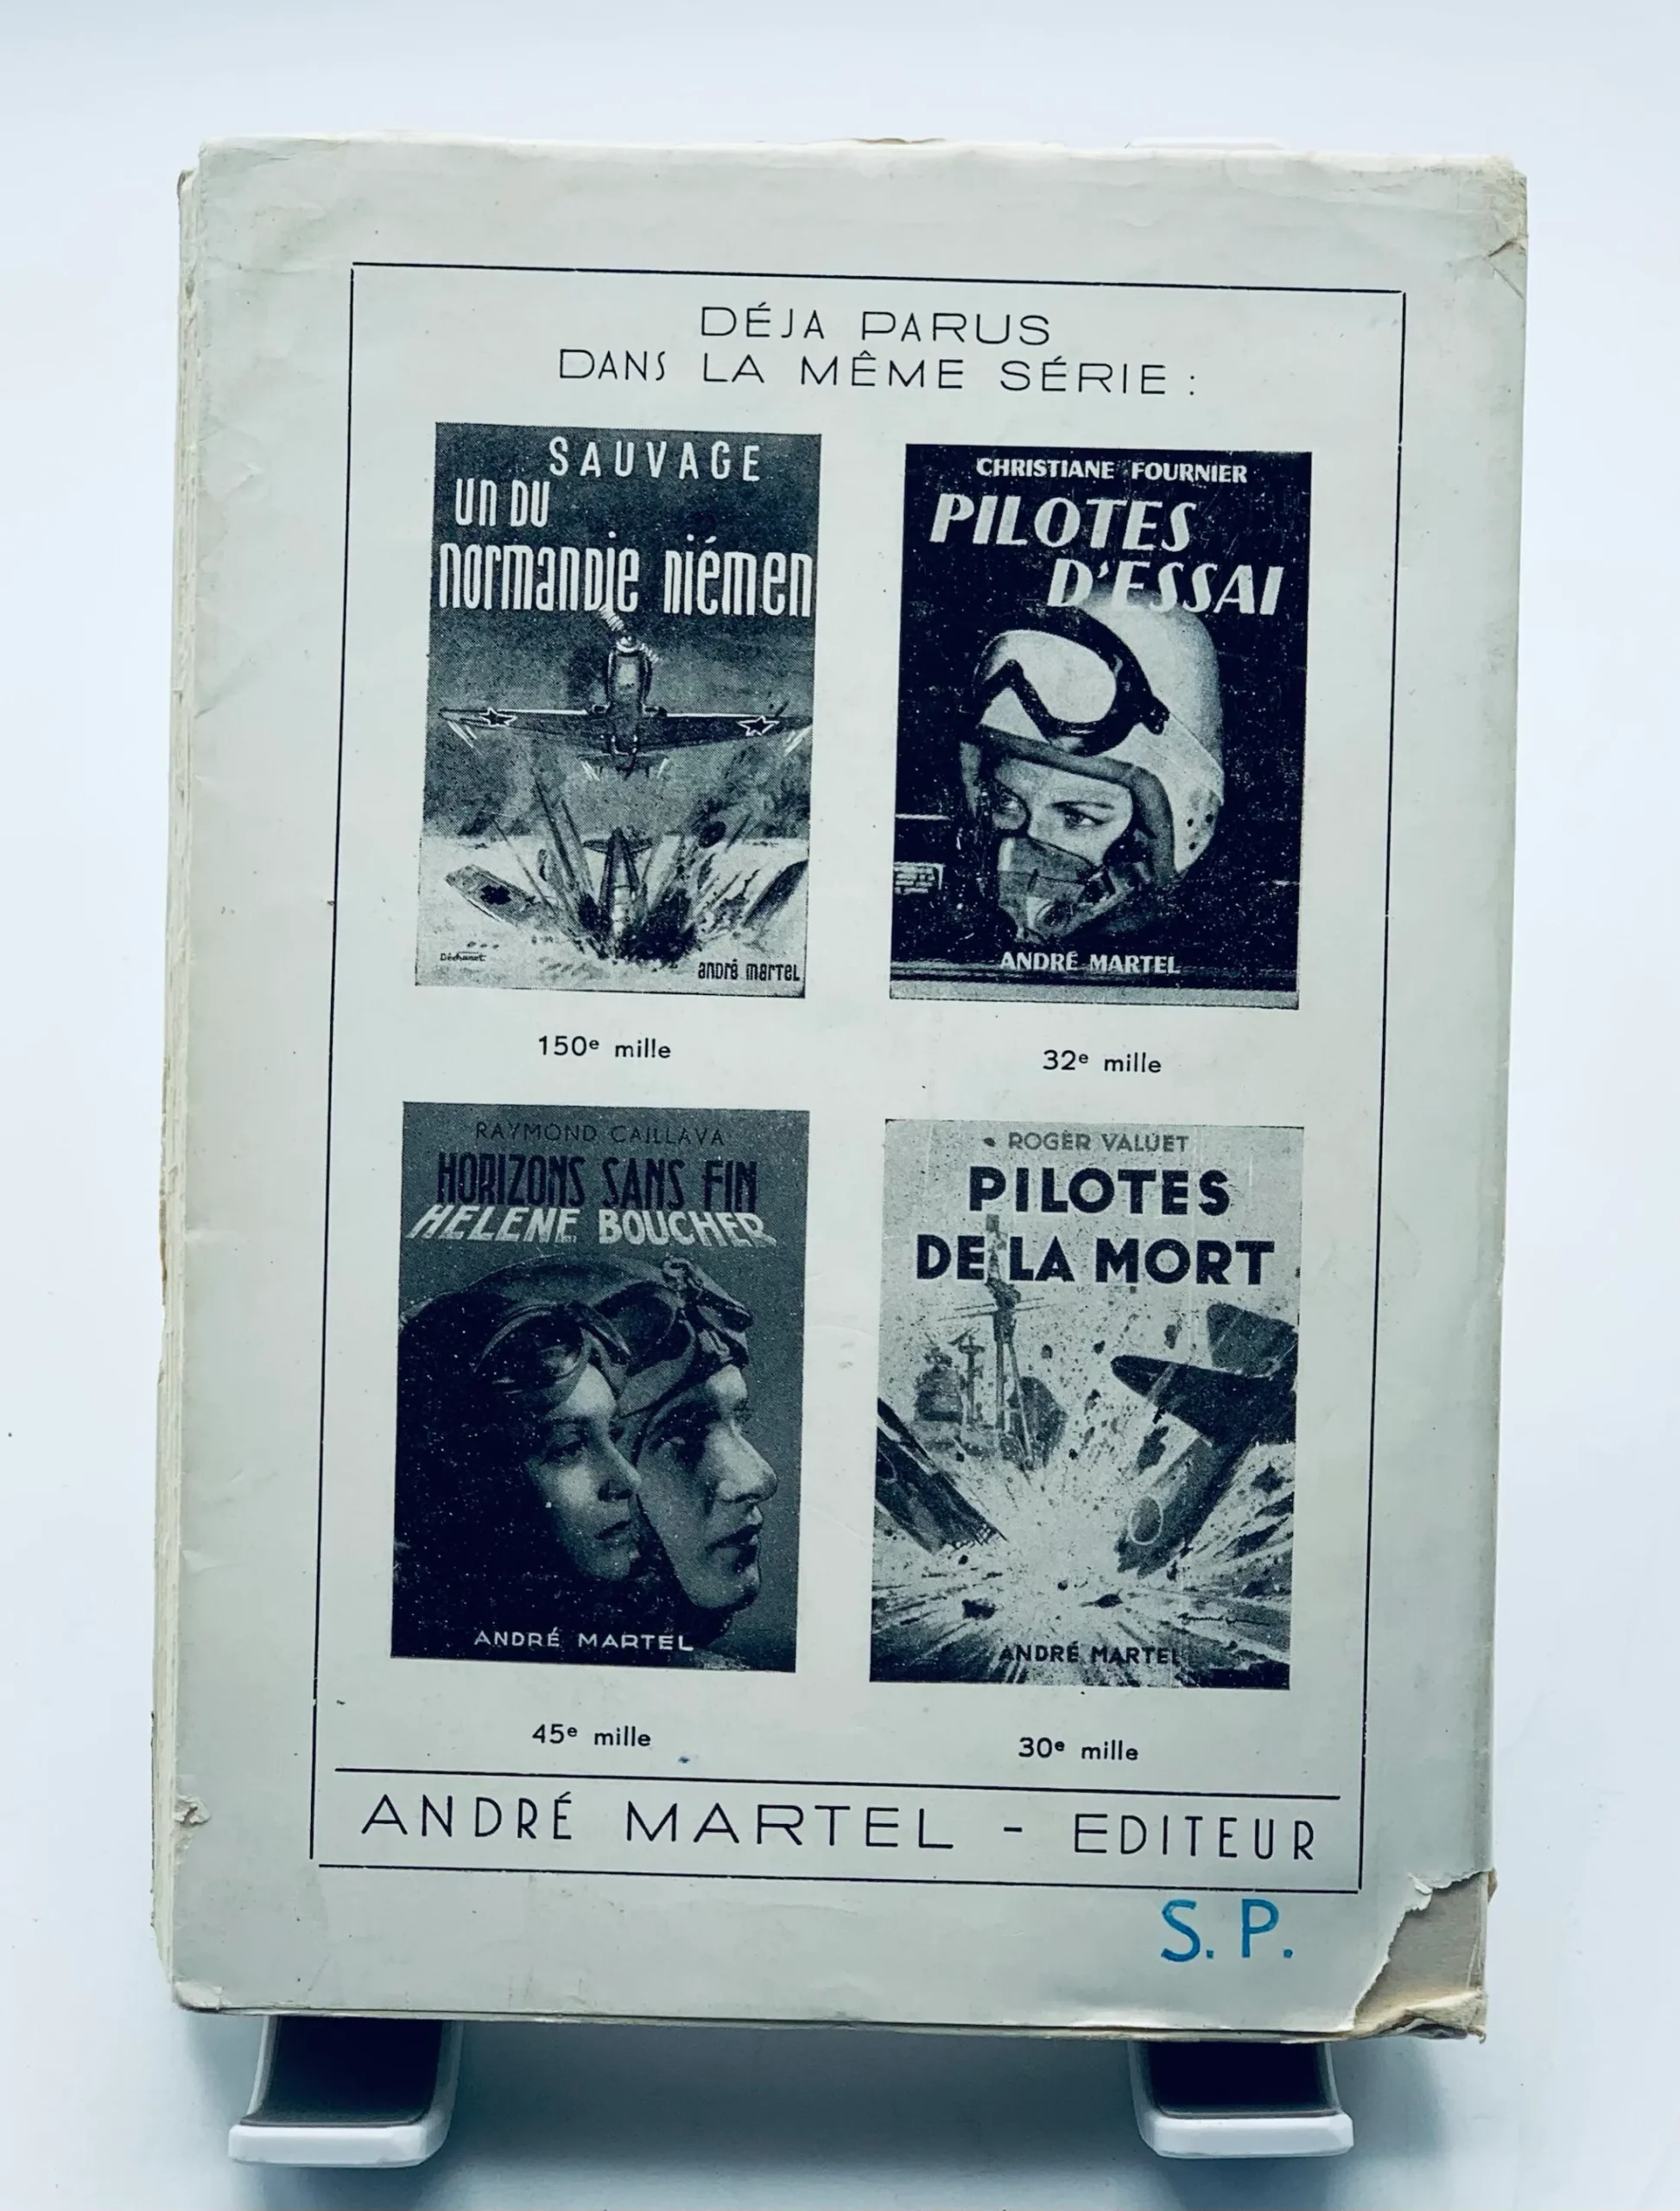 DÉJA PARUS
DANS LA MÊME SÉRIE :
SAUVAGE
un DU
normandie niémen
Déchanet
andré martel
150e mille
CHRISTIANE FOURNIER
PILOTES
D'ESSAI
ANDRÉ MARTEL
32e mille
RAYMOND CAILLAVA
HORIZONS SANS FIN
HELENE BOUCHER
ANDRÉ MARTEL
45e mille
ROGER VALUET
PILOTES
DE LA MORT
ANDRÉ MARTEL
30e mille
ANDRÉ MARTEL - EDITEUR
S. P.